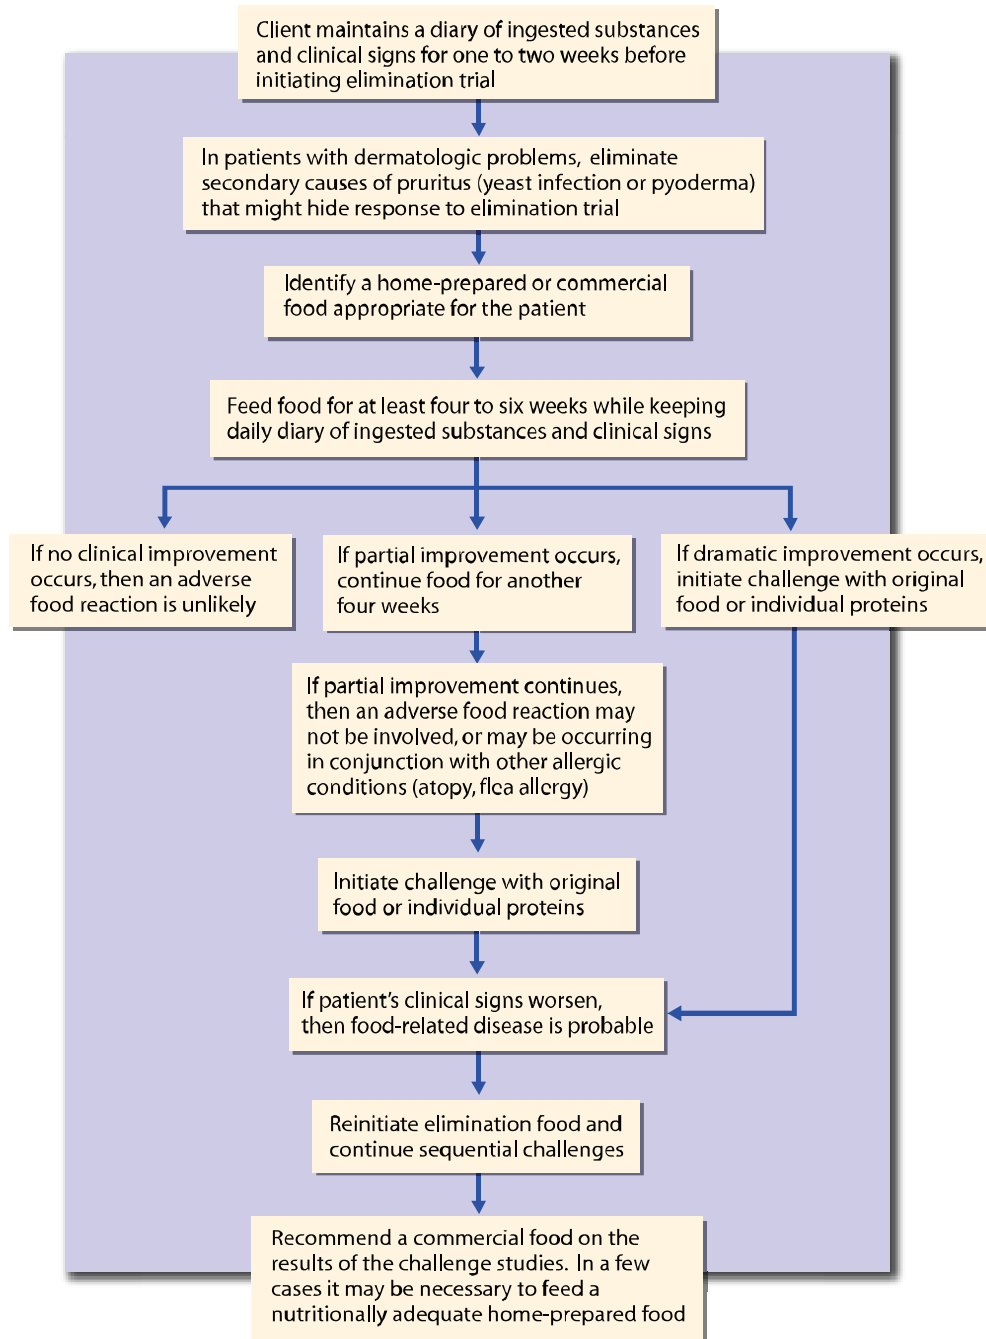 Client maintains a diary of ingested substances
and clinical signs for one to two weeks before
initiating elimination trial
In patients with dermatologic problems, eliminate
secondary causes of pruritus (yeast infection or pyoderma)
that might hide response to elimination trial
Identify a home-prepared or commercial
food appropriate for the patient
Feed food for at least four to six weeks while keeping
daily diary of ingested substances and clinical signs
If no clinical improvement
occurs, then an adverse
food reaction is unlikely
If partial improvement occurs,
continue food for another
four weeks
If dramatic improvement occurs,
initiate challenge with original
food or individual proteins
If partial improvement continues,
then an adverse food reaction may
not be involved, or may be occurring
in conjunction with other allergic
conditions (atopy, flea allergy)
Initiate challenge with original
food or individual proteins
If patient's clinical signs worsen,
then food-related disease is probable
Reinitiate elimination food and
continue sequential challenges
Recommend a commercial food on the
results of the challenge studies. In a few
cases it may be necessary to feed a
nutritionally adequate home-prepared food